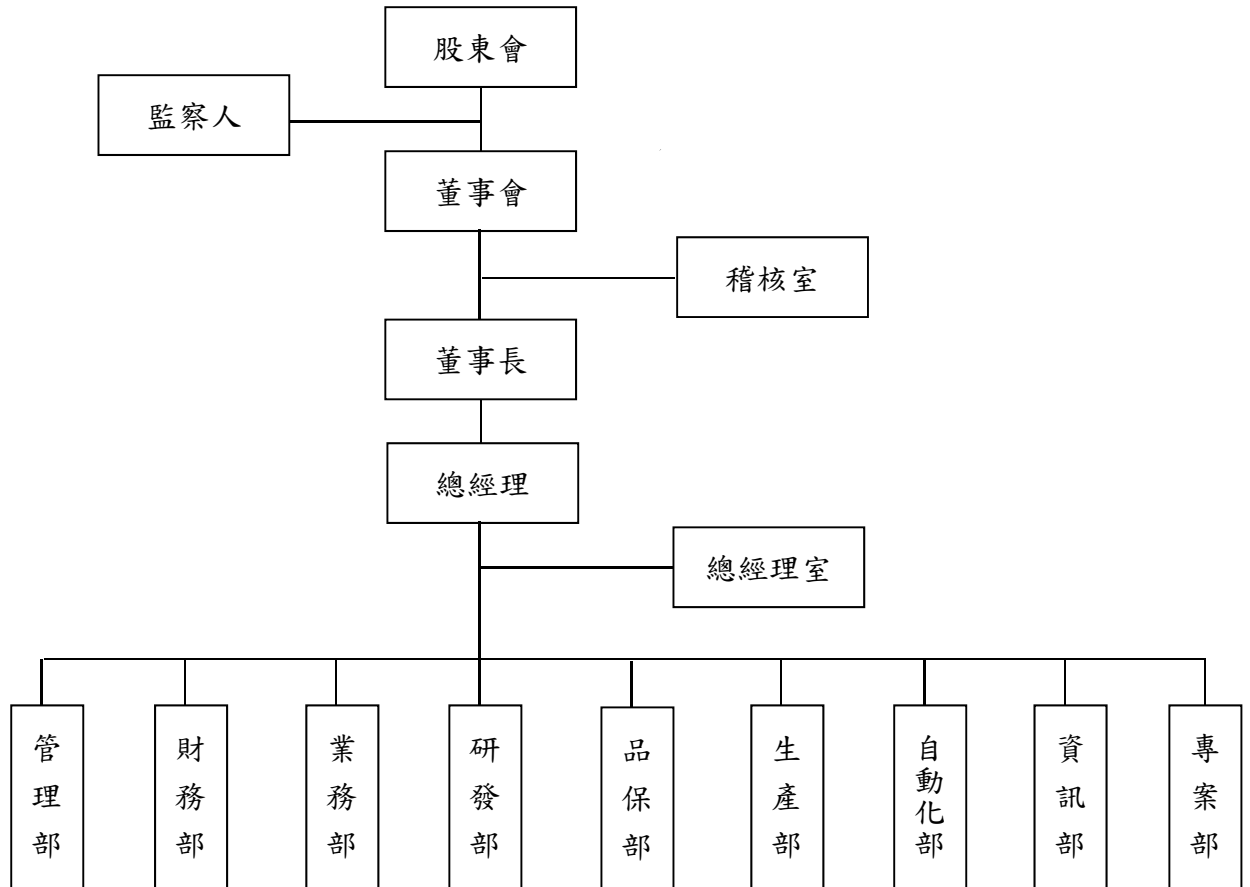 股東會
監察人
董事會
稽核室
董事長
總經理
總經理室
管理部
財務部
業務部
研發部
品保部
生產部
自動化部
資訊部
專案部